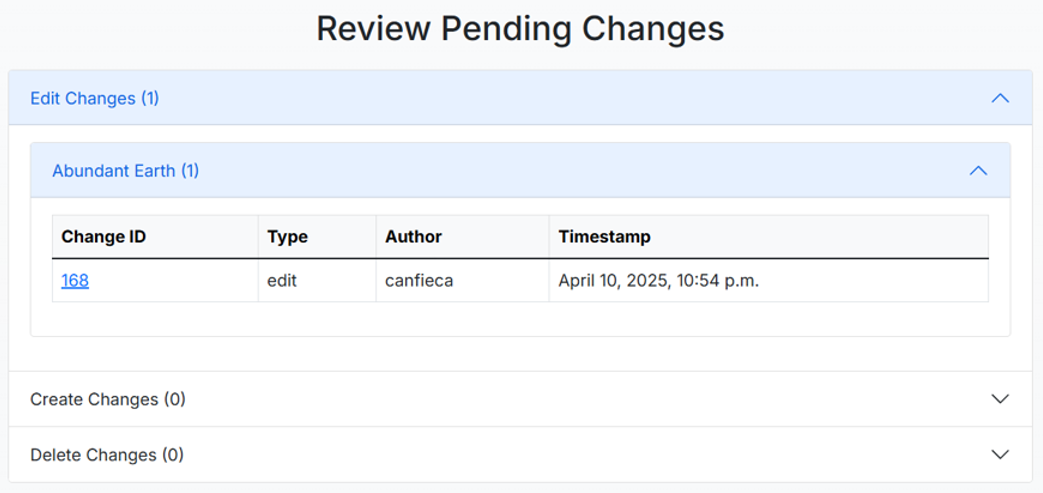 Review Pending Changes
Edit Changes (1)
Abundant Earth (1)
Change ID Type Author Timestamp
168 edit canfieca April 10, 2025, 10:54 p.m.
Create Changes (0)
Delete Changes (0)